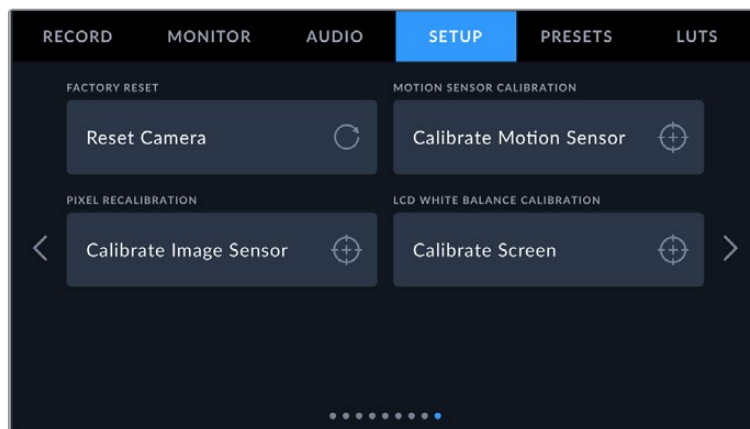 RECORD MONITOR AUDIO SETUP PRESETS LUTS
FACTORY RESET
Reset Camera
MOTION SENSOR CALIBRATION
Calibrate Motion Sensor
PIXEL RECALIBRATION
Calibrate Image Sensor
LCD WHITE BALANCE CALIBRATION
Calibrate Screen